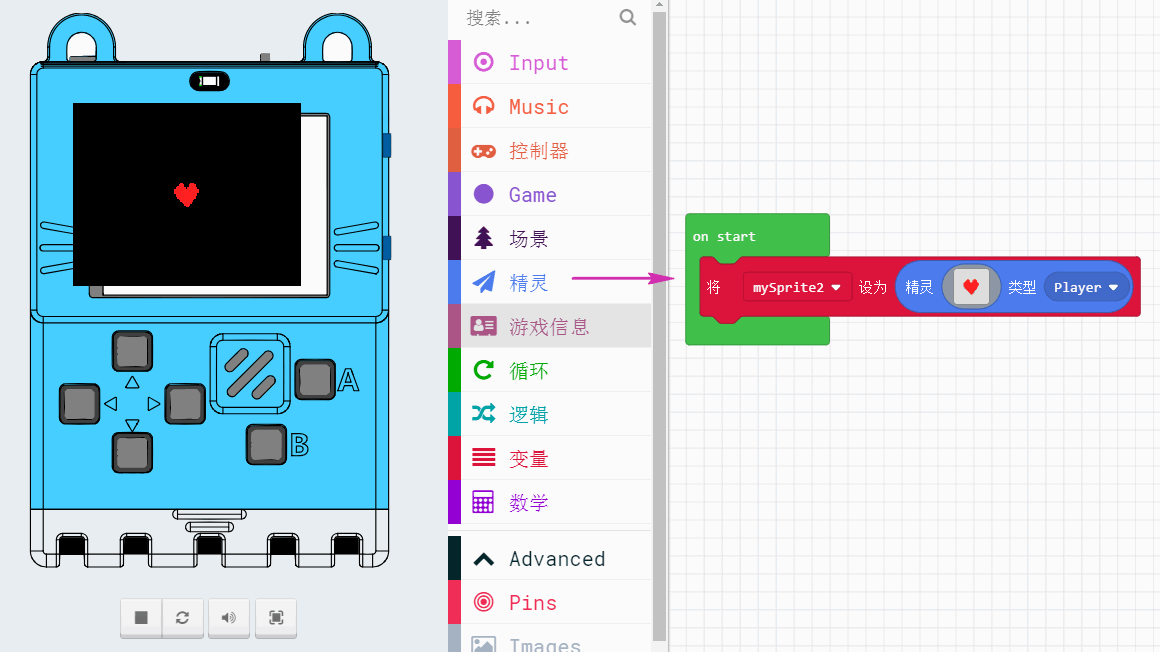 搜索...
Input
Music
控制器
Game
场景
精灵
游戏信息
循环
逻辑
变量
数学
Advanced
Pins
Images
A
B
on start
将 mySprite2 设为 精灵 类型 Player